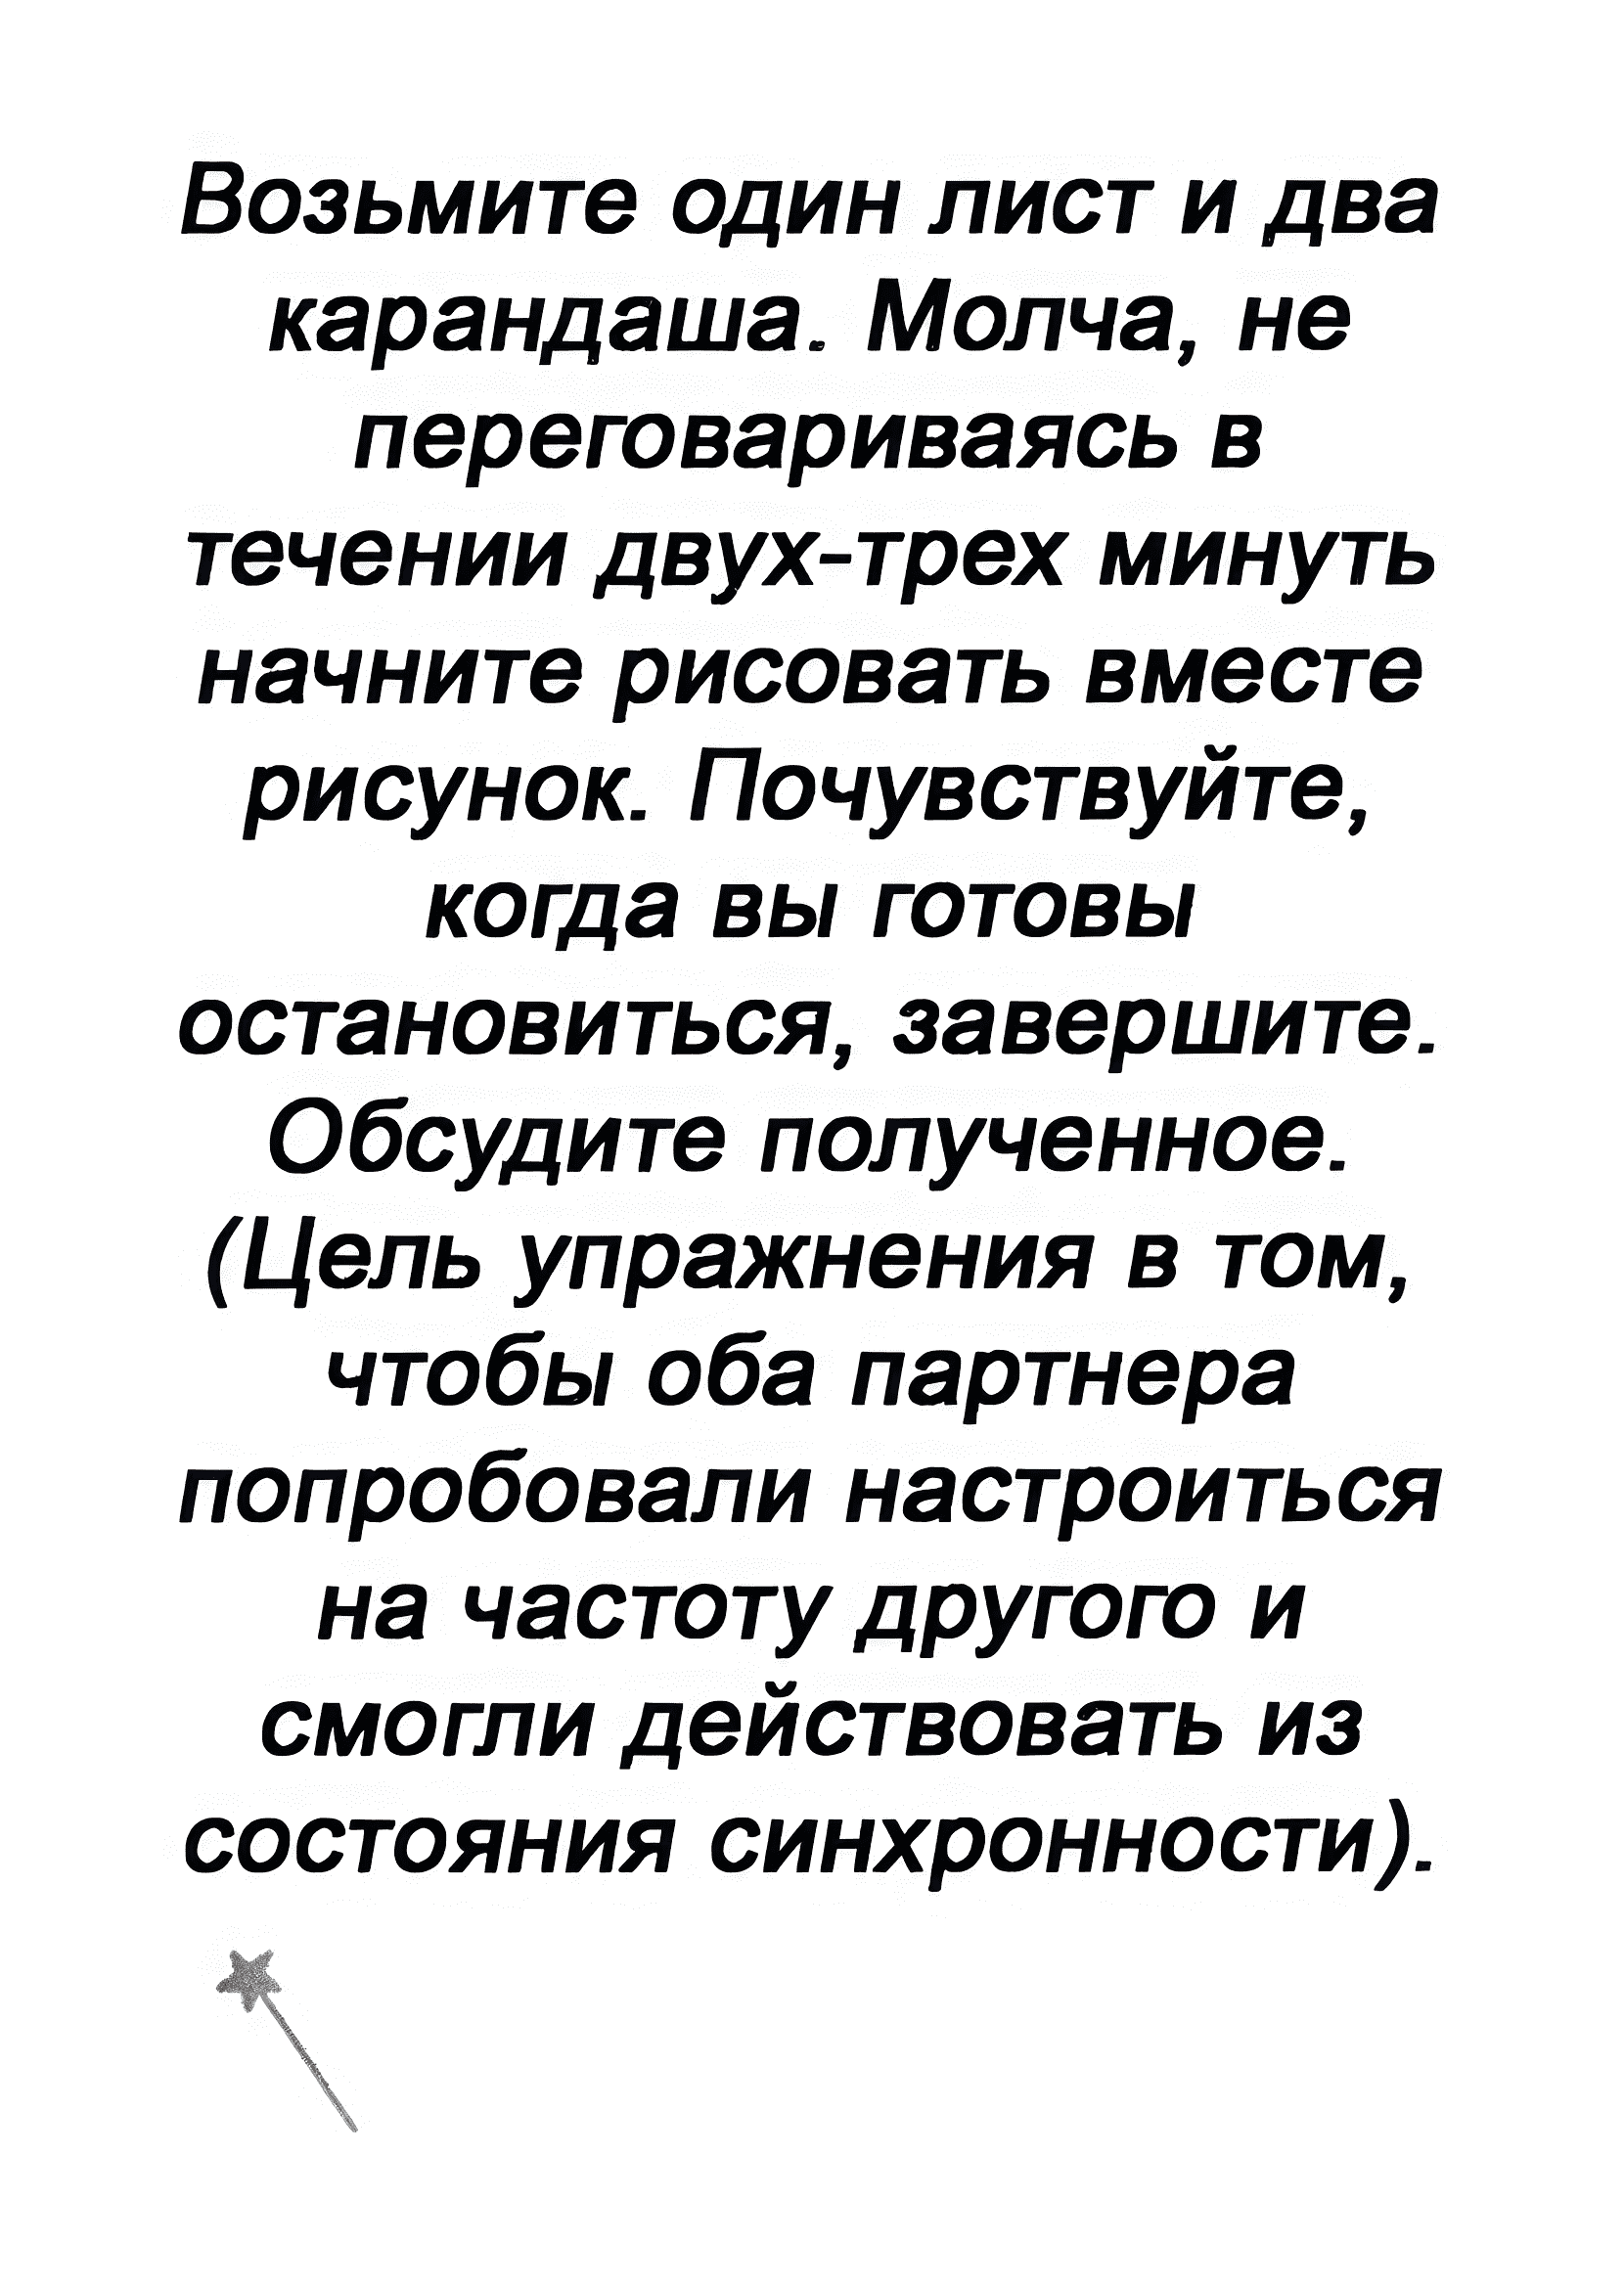 Возьмите один лист и два
карандаша. Молча, не
переговариваясь в
течении двух-трех минуть
начните рисовать вместе
рисунок. Почувствуйте,
когда вы готовы
остановиться, завершите.
Обсудите полученное.
(Цель упражнения в том,
чтобы оба партнера
попробовали настроиться
на частоту другого и
смогли действовать из
состояния синхронности).